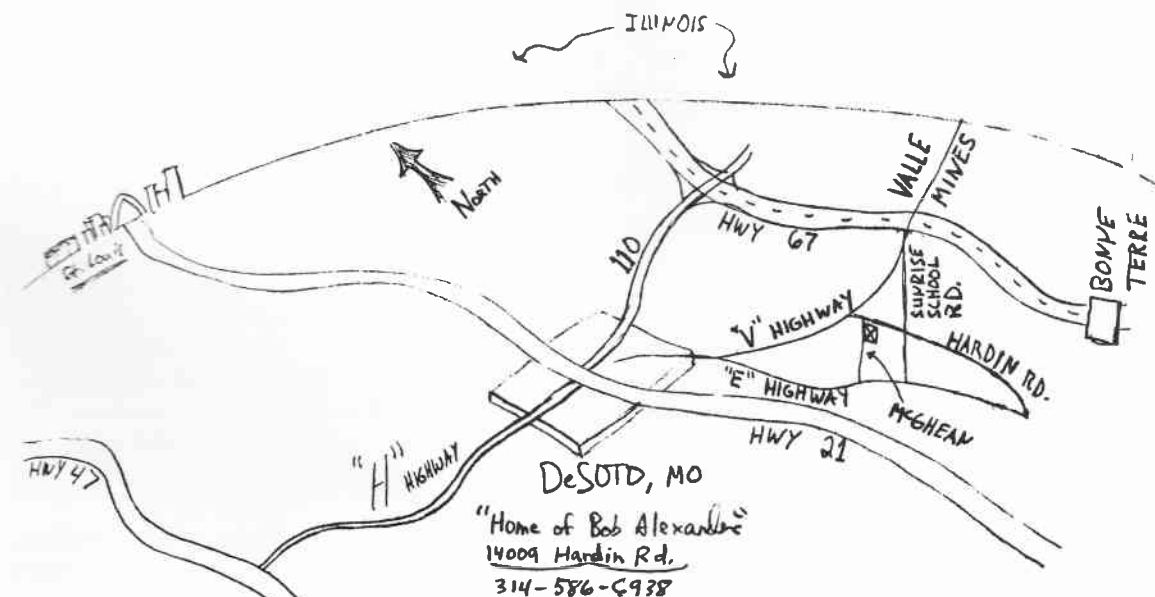 ILLINOIS
NORTH
St. Louis
VALLE
MINES
110
HWY 67
BONNE
TERRE
SUNRISE
SCHOOL
RD.
"V" HIGHWAY
HARDIN RD.
"E" HIGHWAY
McGHEAN
HWY 21
HWY 47
"H" HIGHWAY
DeSOTO, MO
"Home of Bob Alexander"
14009 Hardin Rd.
314-586-